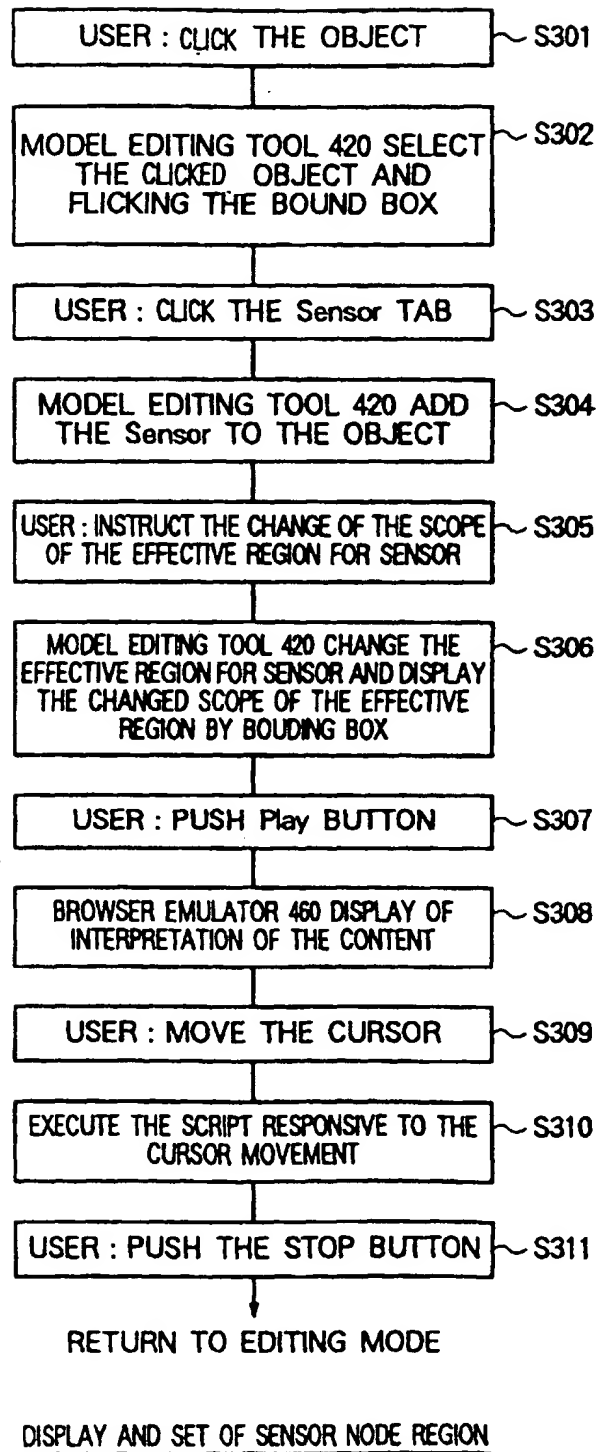 USER : CLICK THE OBJECT
S301
MODEL EDITING TOOL 420 SELECT
THE CLICKED OBJECT AND
FLICKING THE BOUND BOX
S302
USER : CLICK THE Sensor TAB
S303
MODEL EDITING TOOL 420 ADD
THE Sensor TO THE OBJECT
S304
USER : INSTRUCT THE CHANGE OF THE SCOPE
OF THE EFFECTIVE REGION FOR SENSOR
S305
MODEL EDITING TOOL 420 CHANGE THE
EFFECTIVE REGION FOR SENSOR AND DISPLAY
THE CHANGED SCOPE OF THE EFFECTIVE
REGION BY BOUDING BOX
S306
USER : PUSH Play BUTTON
S307
BROWSER EMULATOR 460 DISPLAY OF
INTERPRETATION OF THE CONTENT
S308
USER : MOVE THE CURSOR
S309
EXECUTE THE SCRIPT RESPONSIVE TO THE
CURSOR MOVEMENT
S310
USER : PUSH THE STOP BUTTON
S311
RETURN TO EDITING MODE
DISPLAY AND SET OF SENSOR NODE REGION